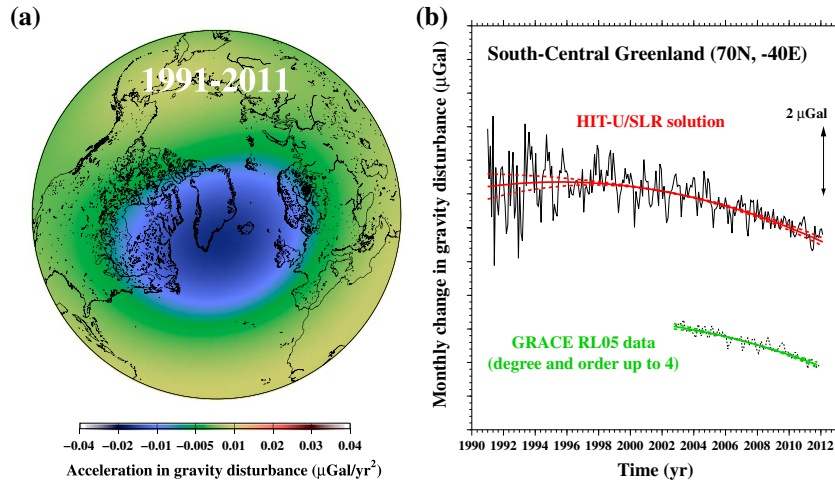 (a)
1991-2011
−0.04 −0.02 −0.01 −0.005 0.01 0.02 0.03 0.04
Acceleration in gravity disturbance (μGal/yr²)
(b)
Monthly change in gravity disturbance (μGal)
South-Central Greenland (70N, -40E)
HIT-U/SLR solution
2 μGal
GRACE RL05 data
(degree and order up to 4)
1990 1992 1994 1996 1998 2000 2002 2004 2006 2008 2010 2012
Time (yr)